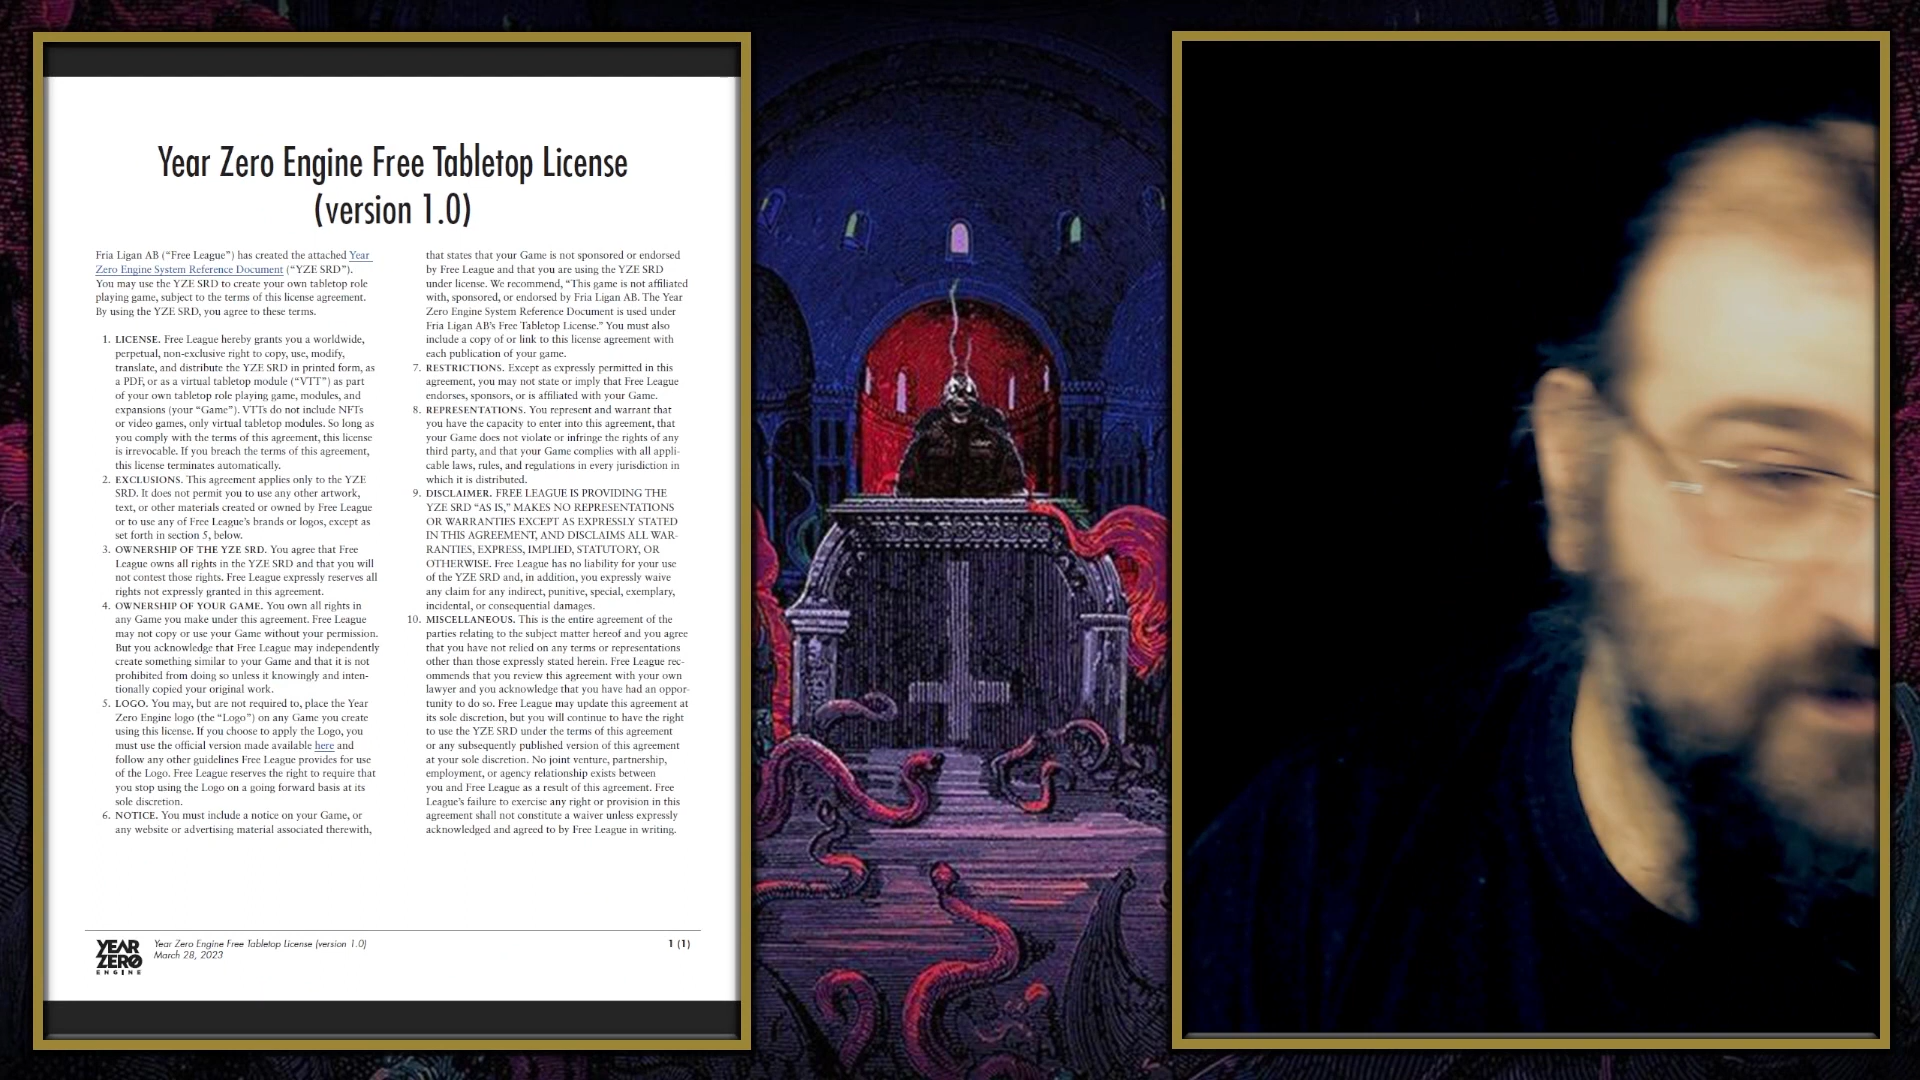 Year Zero Engine Free Tabletop License
(version 1.0)
Fria Ligan AB (“Free League”) has created the attached Year
Zero Engine System Reference Document (“YZE SRD”).
You may use the YZE SRD to create your own tabletop role
playing game, subject to the terms of this license agreement.
By using the YZE SRD, you agree to these terms.
1. LICENSE. Free League hereby grants you a worldwide,
perpetual, non-exclusive right to copy, use, modify,
translate, and distribute the YZE SRD in printed form, as
a PDF, or as a virtual tabletop module (“VTT”) as part
of your own tabletop role playing game, modules, and
expansions (your “Game”). VTTs do not include NFTs
or video games, only virtual tabletop modules. So long as
you comply with the terms of this agreement, this license
is irrevocable. If you breach the terms of this agreement,
this license terminates automatically.
2. EXCLUSIONS. This agreement applies only to the YZE
SRD. It does not permit you to use any other artwork,
text, or other materials created or owned by Free League
or to use any of Free League’s brands or logos, except as
set forth in section 5, below.
3. OWNERSHIP OF THE YZE SRD. You agree that Free
League owns all rights in the YZE SRD and that you will
not contest those rights. Free League expressly reserves all
rights not expressly granted in this agreement.
4. OWNERSHIP OF YOUR GAME. You own all rights in
any Game you make under this agreement. Free League
may not copy or use your Game without your permission.
But you acknowledge that Free League may independently
create something similar to your Game and that it is not
prohibited from doing so unless it knowingly and inten-
tionally copied your original work.
5. LOGO. You may, but are not required to, place the Year
Zero Engine logo (the “Logo”) on any Game you create
using this license. If you choose to apply the Logo, you
must use the official version made available here and
follow any other guidelines Free League provides for use
of the Logo. Free League reserves the right to require that
you stop using the Logo on a going forward basis at its
sole discretion.
6. NOTICE. You must include a notice on your Game, or
any website or advertising material associated therewith,
that states that your Game is not sponsored or endorsed
by Free League and that you are using the YZE SRD
under license. We recommend, “This game is not affiliated
with, sponsored, or endorsed by Fria Ligan AB. The Year
Zero Engine System Reference Document is used under
Fria Ligan AB’s Free Tabletop License.” You must also
include a copy of or link to this license agreement with
each publication of your game.
7. RESTRICTIONS. Except as expressly permitted in this
agreement, you may not state or imply that Free League
endorses, sponsors, or is affiliated with your Game.
8. REPRESENTATIONS. You represent and warrant that
you have the capacity to enter into this agreement, that
your Game does not violate or infringe the rights of any
third party, and that your Game complies with all appli-
cable laws, rules, and regulations in every jurisdiction in
which it is distributed.
9. DISCLAIMER. FREE LEAGUE IS PROVIDING THE
YZE SRD “AS IS,” MAKES NO REPRESENTATIONS
OR WARRANTIES EXCEPT AS EXPRESSLY STATED
IN THIS AGREEMENT, AND DISCLAIMS ALL WAR-
RANTIES, EXPRESS, IMPLIED, STATUTORY, OR
OTHERWISE. Free League has no liability for your use
of the YZE SRD and, in addition, you expressly waive
any claim for any indirect, punitive, special, exemplary,
incidental, or consequential damages.
10. MISCELLANEOUS. This is the entire agreement of the
parties relating to the subject matter hereof and you agree
that you have not relied on any terms or representations
other than those expressly stated herein. Free League rec-
ommends that you review this agreement with your own
lawyer and you acknowledge that you have had an oppor-
tunity to do so. Free League may update this agreement at
its sole discretion, but you will continue to have the right
to use the YZE SRD under the terms of this agreement
or any subsequently published version of this agreement
at your sole discretion. No joint venture, partnership,
employment, or agency relationship exists between
you and Free League as a result of this agreement. Free
League’s failure to exercise any right or provision in this
agreement shall not constitute a waiver unless expressly
acknowledged and agreed to by Free League in writing.
YEAR
ZERO
ENGINE
Year Zero Engine Free Tabletop License (version 1.0)
March 28, 2023
1 (1)